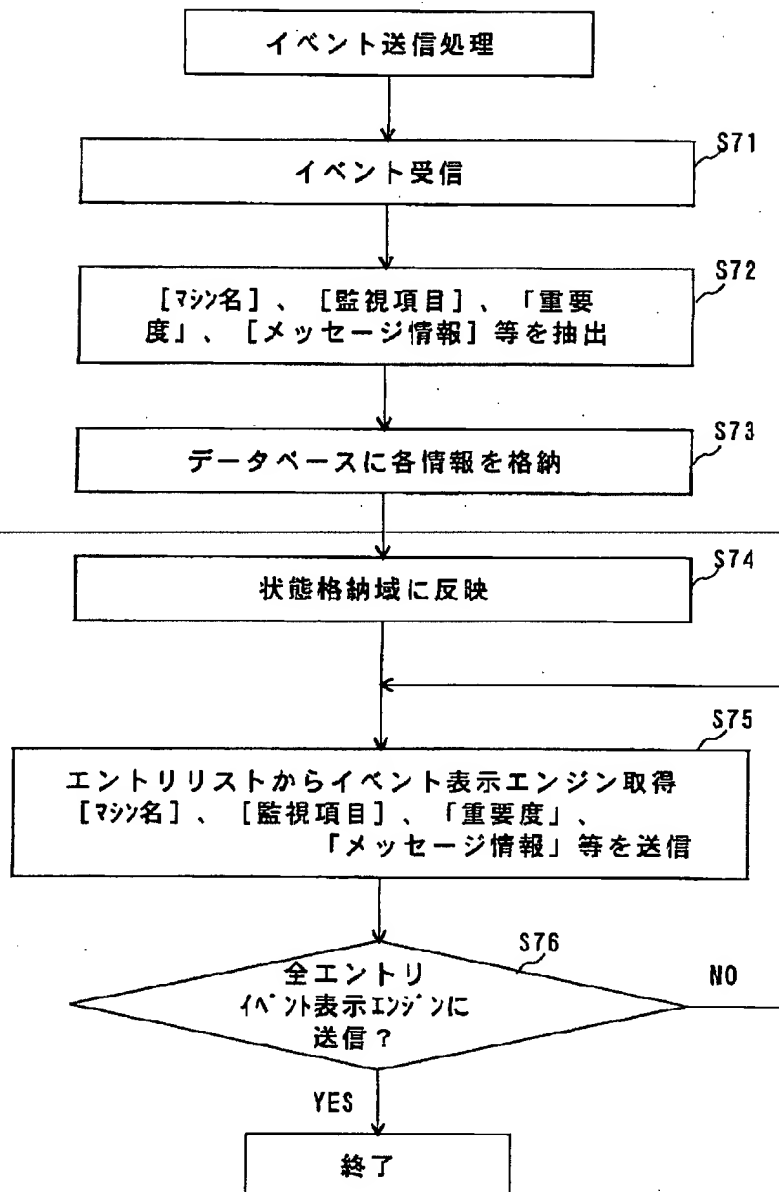 イベント送信処理
S71
イベント受信
S72
[ﾏｼﾝ名]、[監視項目]、「重要
度」、[メッセージ情報]等を抽出
S73
データベースに各情報を格納
S74
状態格納域に反映
S75
エントリリストからイベント表示エンジン取得
[ﾏｼﾝ名]、[監視項目]、「重要度」、
「メッセージ情報」等を送信
S76
全エントリ
ｲﾍﾞﾝﾄ表示ｴﾝｼﾞﾝに
送信？
NO
YES
終了